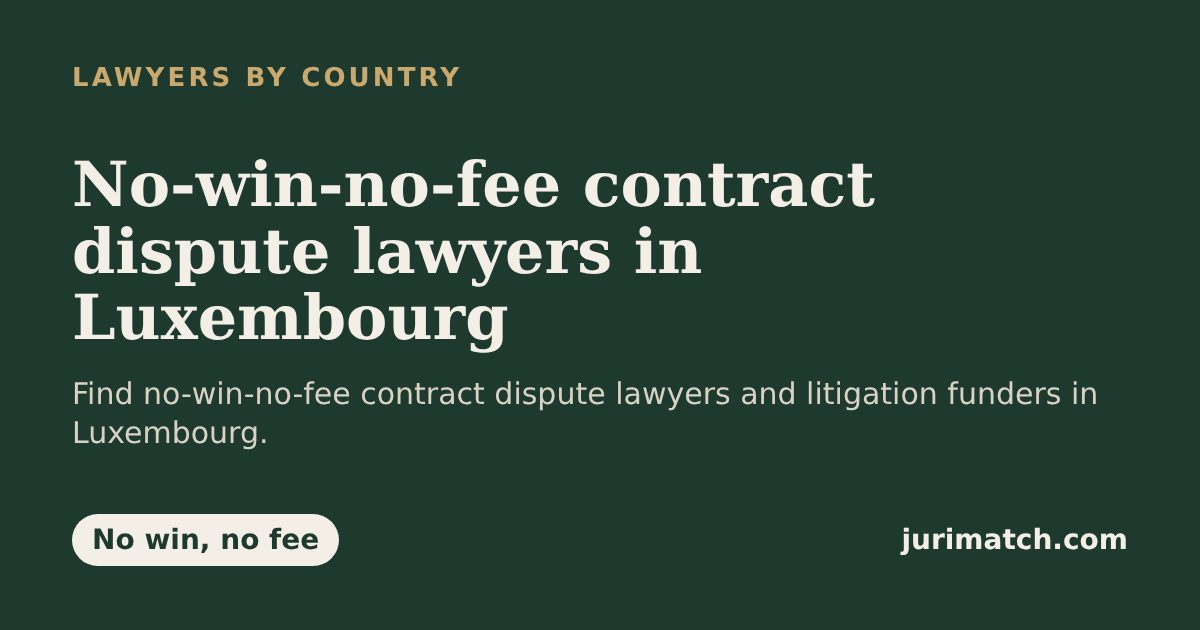 LAWYERS BY COUNTRY
No-win-no-fee contract
dispute lawyers in
Luxembourg
Find no-win-no-fee contract dispute lawyers and litigation funders in
Luxembourg.
No win, no fee
jurimatch.com